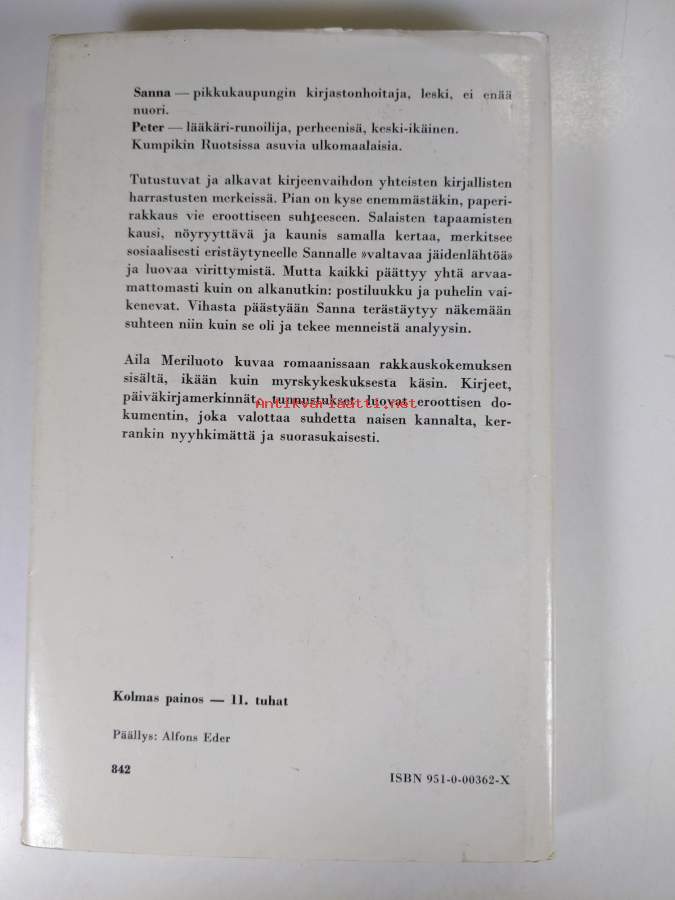 Sanna — pikkukaupungin kirjastonhoitaja, leski, ei enää
nuori.
Peter — lääkäri-runoilija, perheenisä, keski-ikäinen.
Kumpikin Ruotsissa asuvia ulkomaalaisia.
Tutustuvat ja alkavat kirjeenvaihdon yhteisten kirjallisten
harrastusten merkeissä. Pian on kyse enemmästäkin, paperi-
rakkaus vie eroottiseen suhteeseen. Salaisten tapaamisten
kausi, nöyryyttävä ja kaunis samalla kertaa, merkitsee
sosiaalisesti eristäytyneelle Sannalle »valtavaa jäidenlähtöä»
ja luovaa virittymistä. Mutta kaikki päättyy yhtä arvaa-
mattomasti kuin on alkanutkin: postiluukku ja puhelin vai-
kenevat. Vihasta päästyään Sanna terästäytyy näkemään
suhteen niin kuin se oli ja tekee menneistä analyysin.
Aila Meriluoto kuvaa romaanissaan rakkauskokemuksen
sisältä, ikään kuin myrskykeskuksesta käsin. Kirjeet,
päiväkirjamerkinnät, tunnustukset luovat eroottisen do-
kumentin, joka valottaa suhdetta naisen kannalta, ker-
rankin nyyhkimättä ja suorasukaisesti.
Antikvariaatti.net
Kolmas painos — 11. tuhat
Päällys: Alfons Eder
842
ISBN 951-0-00362-X